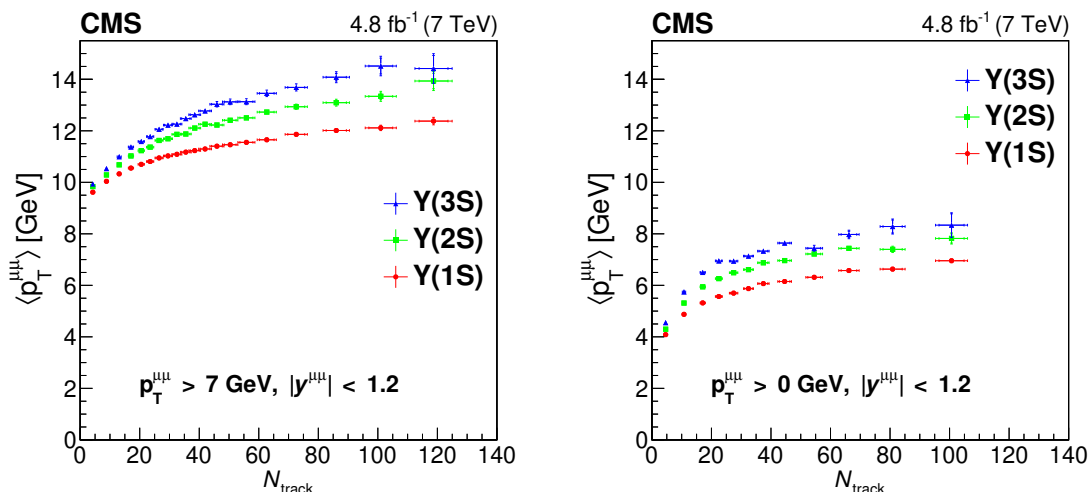 CMS 4.8 fb⁻¹ (7 TeV)
⟨p_T^μμ⟩ [GeV]
14
12
10
8
6
4
2
0
Υ(3S)
Υ(2S)
Υ(1S)
p_T^μμ > 7 GeV, |y^μμ| < 1.2
0 20 40 60 80 100 120 140
N_track
CMS 4.8 fb⁻¹ (7 TeV)
⟨p_T^μμ⟩ [GeV]
14
12
10
8
6
4
2
0
Υ(3S)
Υ(2S)
Υ(1S)
p_T^μμ > 0 GeV, |y^μμ| < 1.2
0 20 40 60 80 100 120 140
N_track